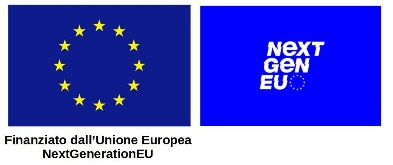 NeXT
GeN
EU
Finanziato dall'Unione Europea
NextGenerationEU